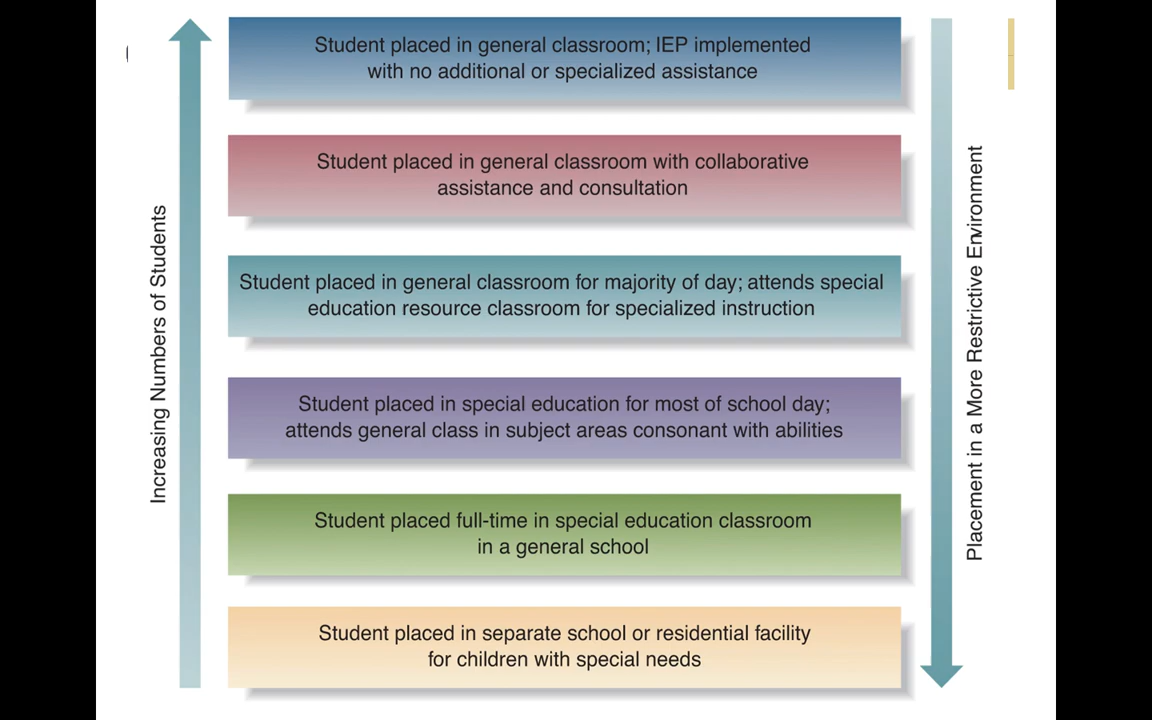 Student placed in general classroom; IEP implemented
with no additional or specialized assistance
Student placed in general classroom with collaborative
assistance and consultation
Student placed in general classroom for majority of day; attends special
education resource classroom for specialized instruction
Student placed in special education for most of school day;
attends general class in subject areas consonant with abilities
Student placed full-time in special education classroom
in a general school
Student placed in separate school or residential facility
for children with special needs
Increasing Numbers of Students
Placement in a More Restrictive Environment